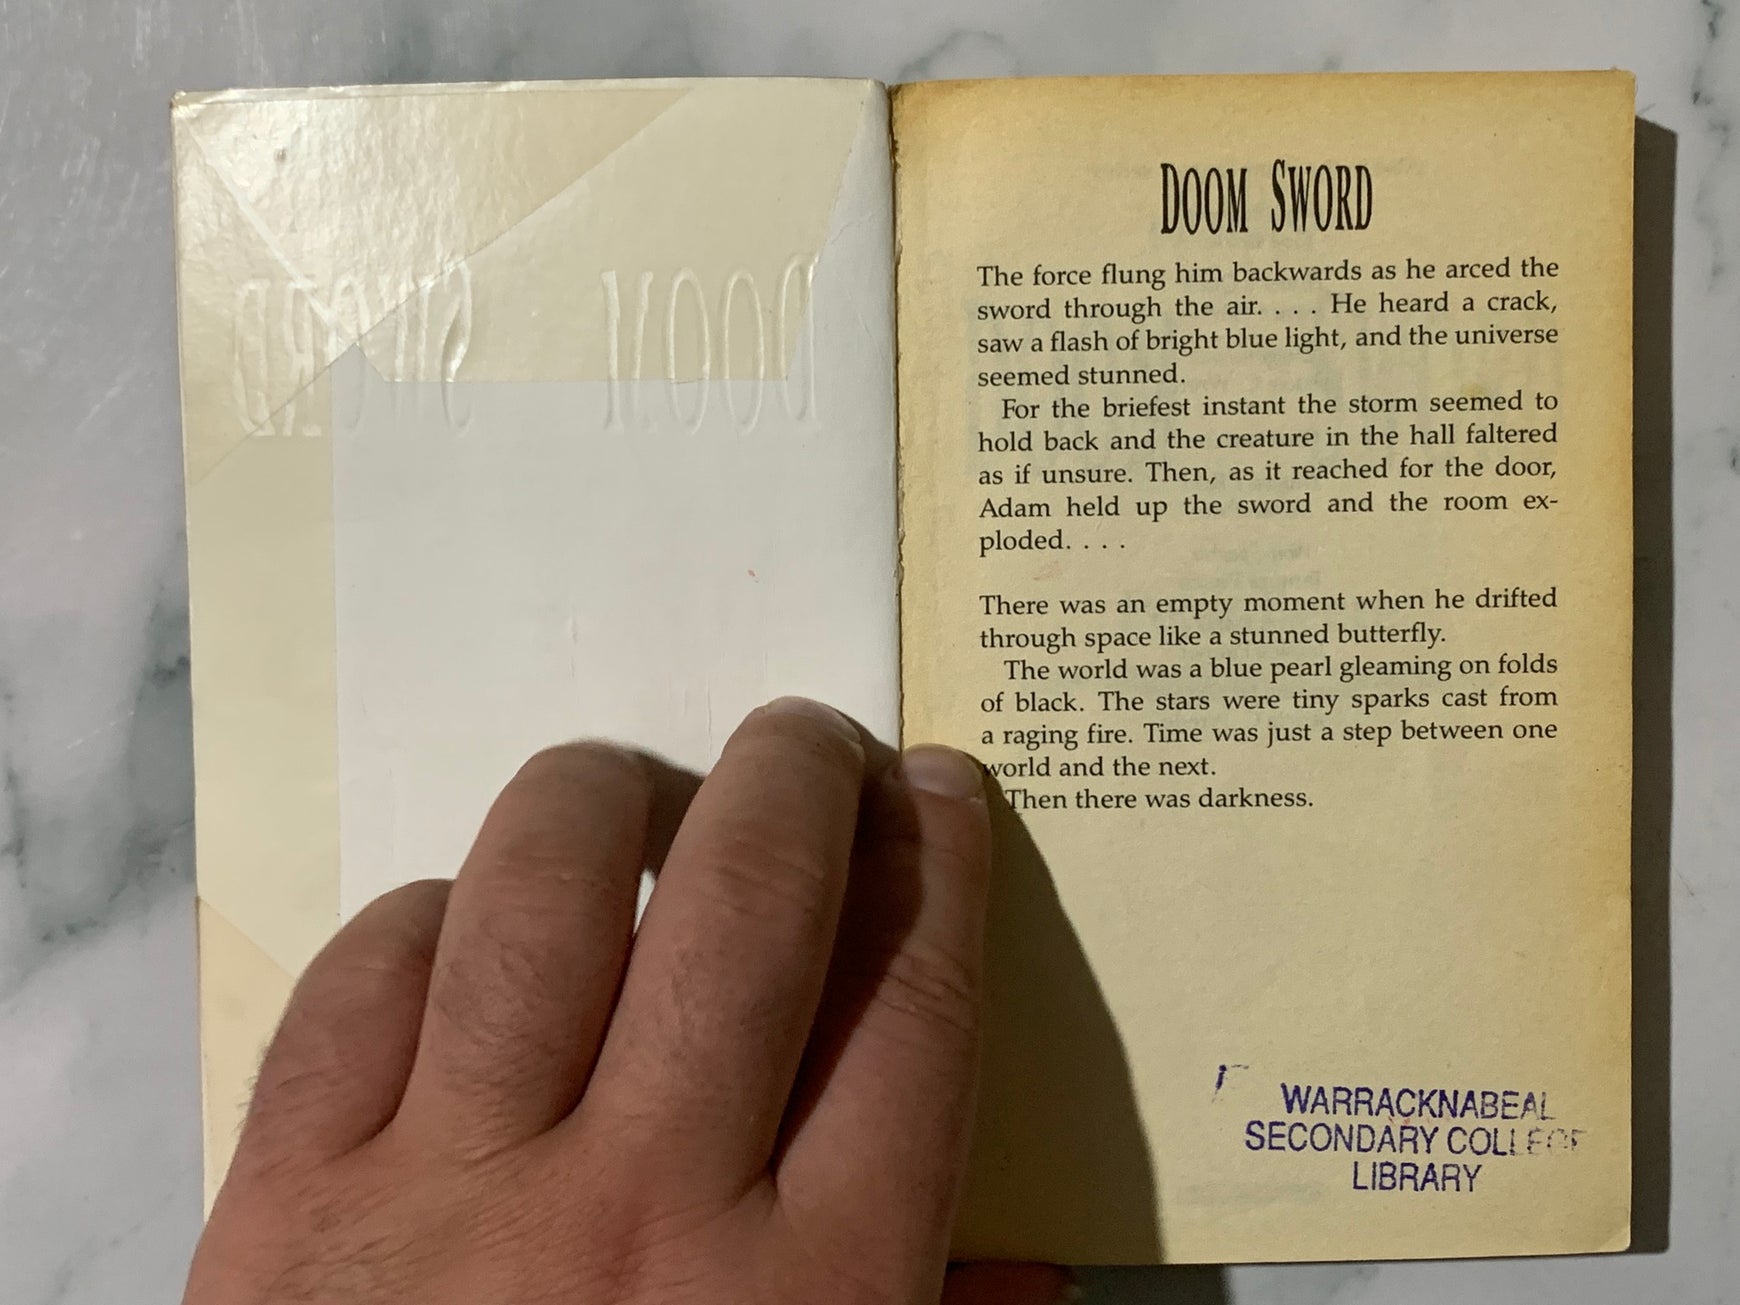 DOOM SWORD
DOOM SWORD
The force flung him backwards as he arced the
sword through the air. . . . He heard a crack,
saw a flash of bright blue light, and the universe
seemed stunned.
For the briefest instant the storm seemed to
hold back and the creature in the hall faltered
as if unsure. Then, as it reached for the door,
Adam held up the sword and the room ex-
ploded. . . .
There was an empty moment when he drifted
through space like a stunned butterfly.
The world was a blue pearl gleaming on folds
of black. The stars were tiny sparks cast from
a raging fire. Time was just a step between one
world and the next.
Then there was darkness.
WARRACKNABEAL
SECONDARY COLLEGE
LIBRARY